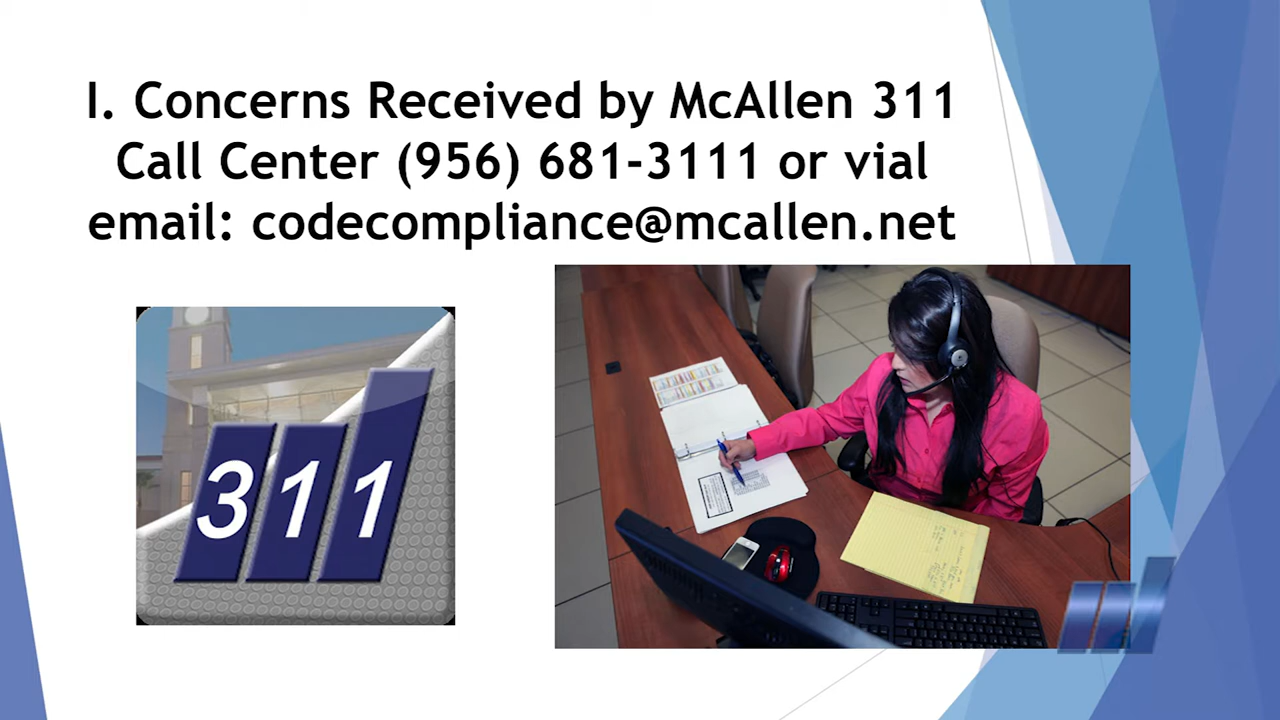 I. Concerns Received by McAllen 311
Call Center (956) 681-3111 or vial
email: codecompliance@mcallen.net
311